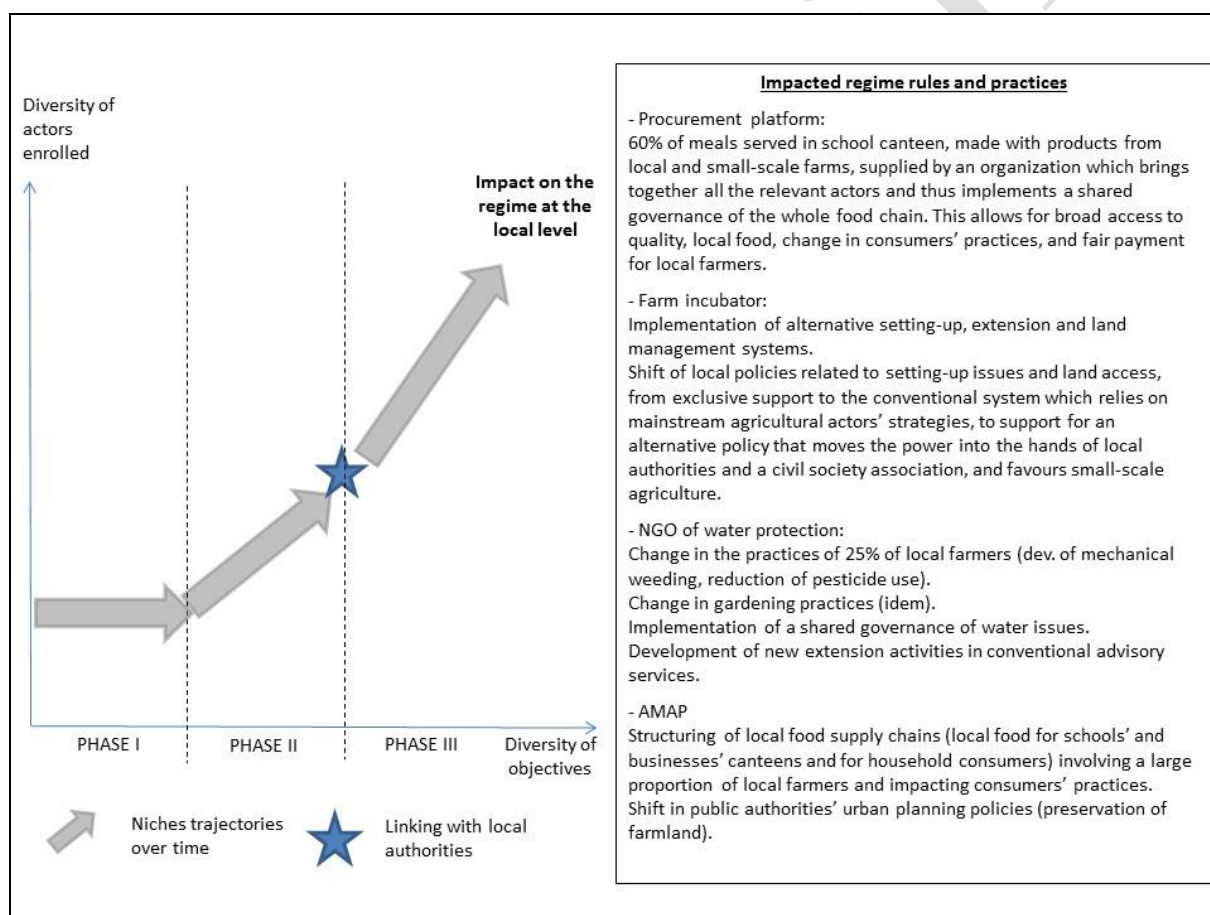 Diversity of
actors
enrolled
Impact on the
regime at the
local level
PHASE I
PHASE II
PHASE III
Diversity of
objectives
Niches trajectories
over time
Linking with local
authorities
Impacted regime rules and practices
- Procurement platform:
60% of meals served in school canteen, made with products from
local and small-scale farms, supplied by an organization which brings
together all the relevant actors and thus implements a shared
governance of the whole food chain. This allows for broad access to
quality, local food, change in consumers’ practices, and fair payment
for local farmers.
- Farm incubator:
Implementation of alternative setting-up, extension and land
management systems.
Shift of local policies related to setting-up issues and land access,
from exclusive support to the conventional system which relies on
mainstream agricultural actors’ strategies, to support for an
alternative policy that moves the power into the hands of local
authorities and a civil society association, and favours small-scale
agriculture.
- NGO of water protection:
Change in the practices of 25% of local farmers (dev. of mechanical
weeding, reduction of pesticide use).
Change in gardening practices (idem).
Implementation of a shared governance of water issues.
Development of new extension activities in conventional advisory
services.
- AMAP
Structuring of local food supply chains (local food for schools’ and
businesses’ canteens and for household consumers) involving a large
proportion of local farmers and impacting consumers’ practices.
Shift in public authorities’ urban planning policies (preservation of
farmland).